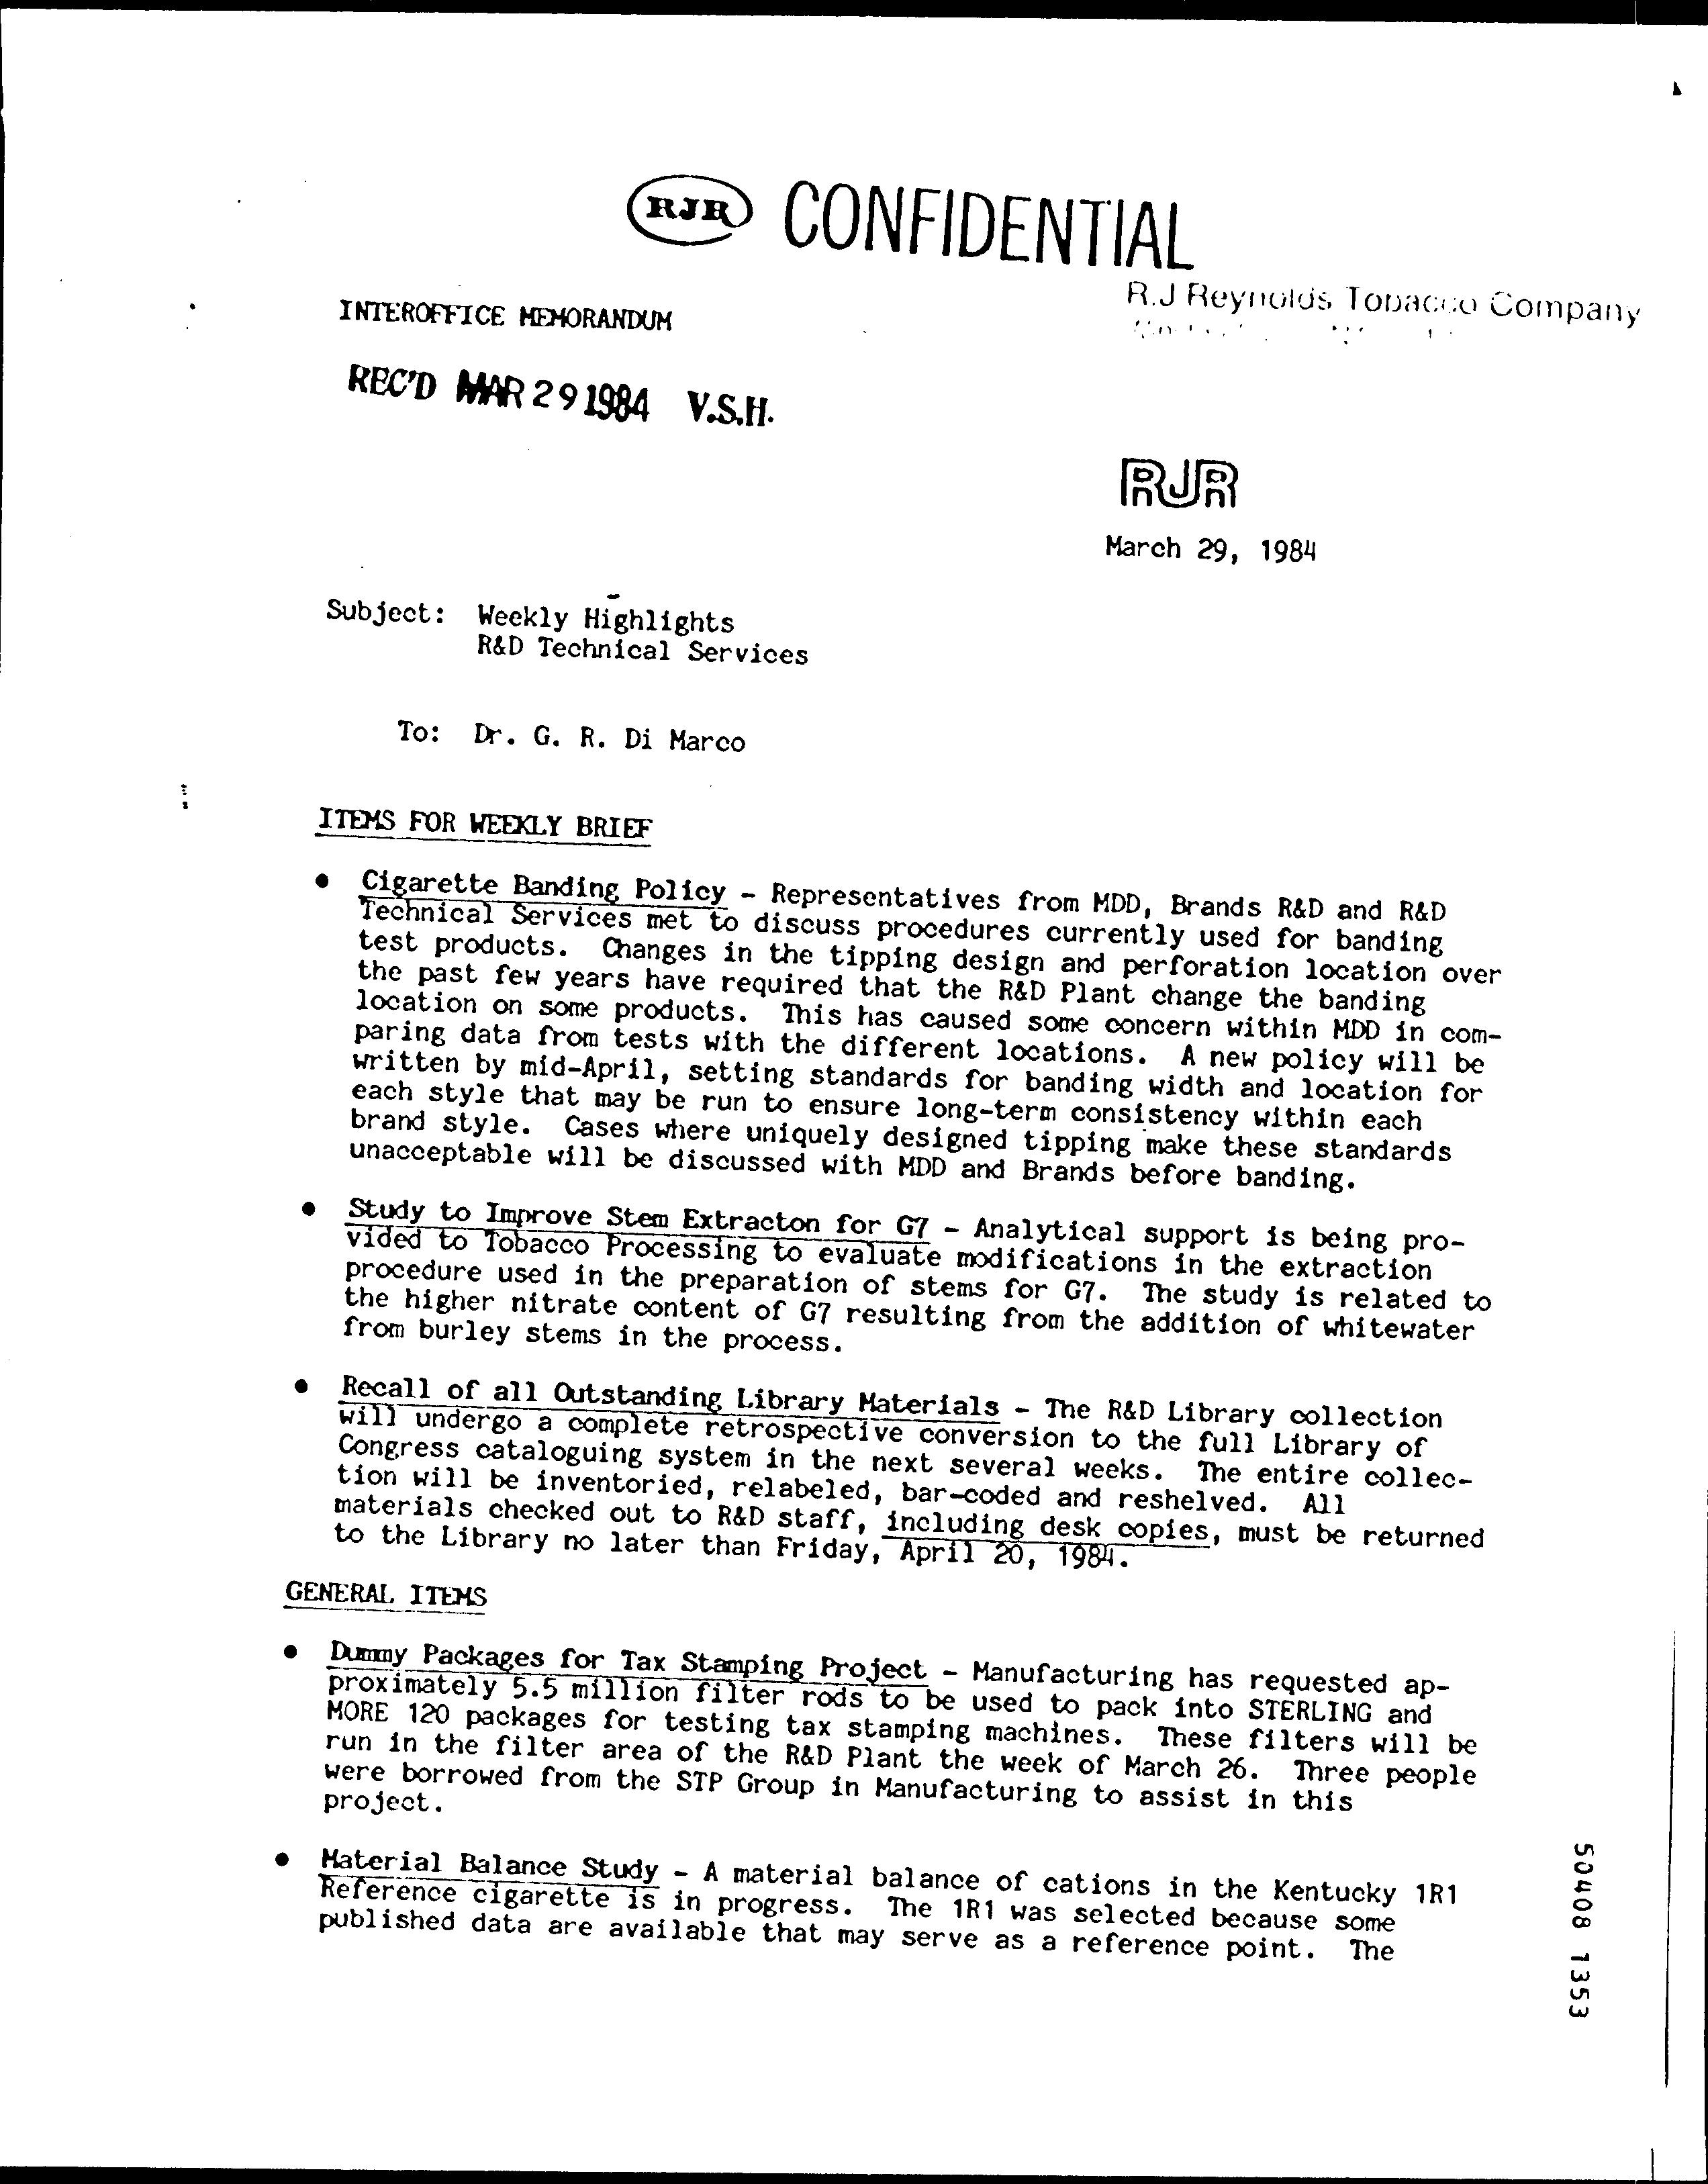 RJR CONFIDENTIAL
R.J Reynolds Tobacco Company
INTEROFFICE MEMORANDUM
REC'D MAR 29 1984 V.S.H.
RJR
March 29, 1984
Subject: Weekly Highlights
R&D Technical Services
To: Dr. G. R. Di Marco
ITEMS FOR WEEKLY BRIEF
• Cigarette Banding Policy - Representatives from MDD, Brands R&D and R&D
Technical Services met to discuss procedures currently used for banding
test products. Changes in the tipping design and perforation location over
the past few years have required that the R&D Plant change the banding
location on some products. This has caused some concern within MDD in com-
paring data from tests with the different locations. A new policy will be
written by mid-April, setting standards for banding width and location for
each style that may be run to ensure long-term consistency within each
brand style. Cases where uniquely designed tipping make these standards
unacceptable will be discussed with MDD and Brands before banding.
• Study to Improve Stem Extracton for G7 - Analytical support is being pro-
vided to Tobacco Processing to evaluate modifications in the extraction
procedure used in the preparation of stems for G7. The study is related to
the higher nitrate content of G7 resulting from the addition of whitewater
from burley stems in the process.
• Recall of all Outstanding Library Materials - The R&D Library collection
will undergo a complete retrospective conversion to the full Library of
Congress cataloguing system in the next several weeks. The entire collec-
tion will be inventoried, relabeled, bar-coded and reshelved. All
materials checked out to R&D staff, including desk copies, must be returned
to the Library no later than Friday, April 20, 1984.
GENERAL ITEMS
• Dummy Packages for Tax Stamping Project - Manufacturing has requested ap-
proximately 5.5 million filter rods to be used to pack into STERLING and
MORE 120 packages for testing tax stamping machines. These filters will be
run in the filter area of the R&D Plant the week of March 26. Three people
were borrowed from the STP Group in Manufacturing to assist in this
project.
• Material Balance Study - A material balance of cations in the Kentucky 1R1
Reference cigarette is in progress. The 1R1 was selected because some
published data are available that may serve as a reference point. The
50408 1353